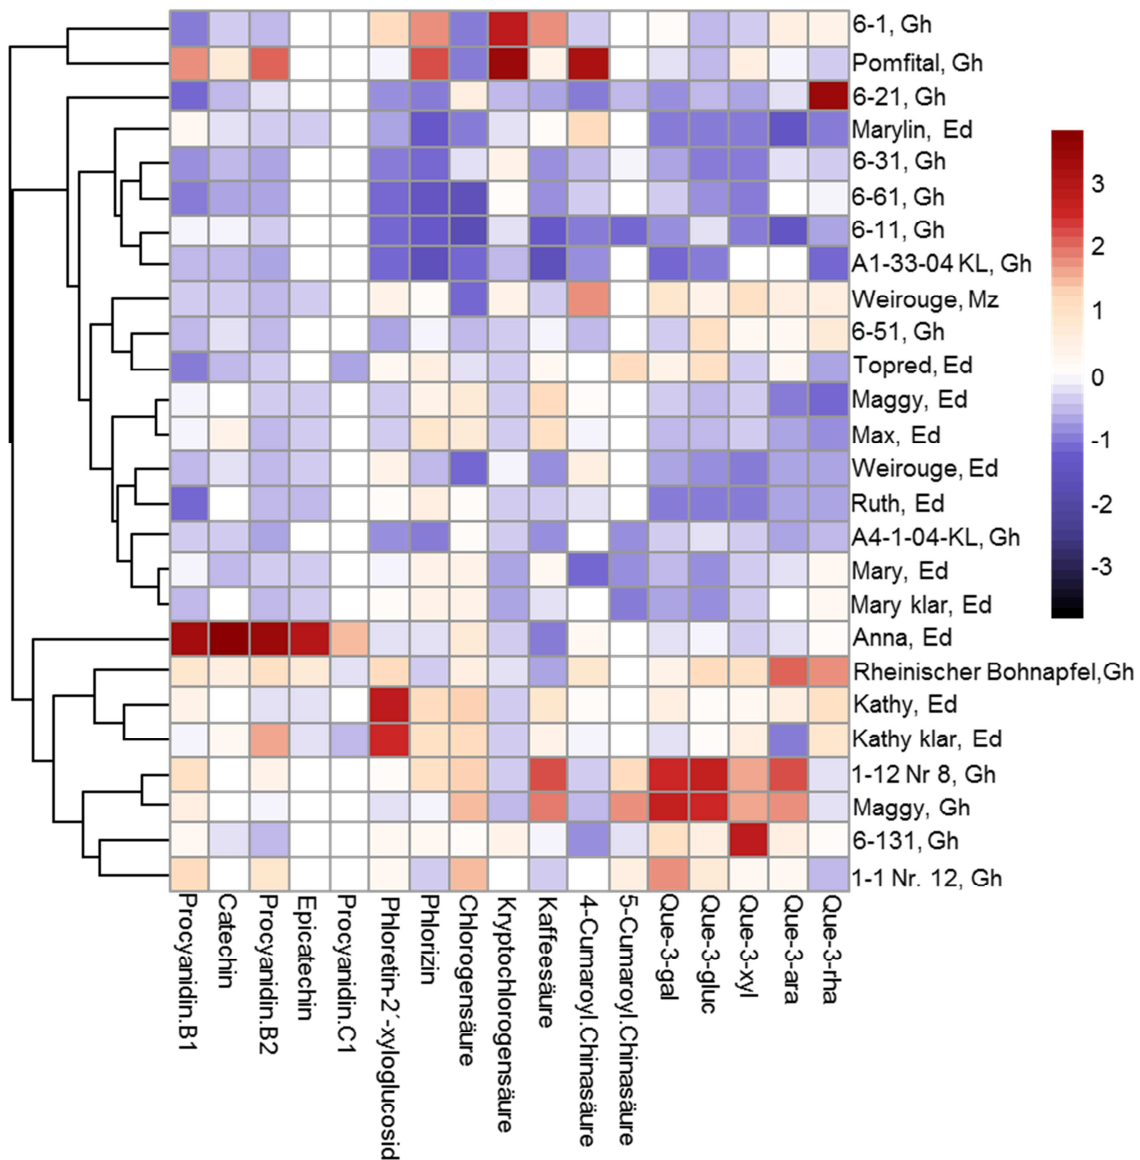 6-1, Gh
Pomfital, Gh
6-21, Gh
Marylin, Ed
6-31, Gh
6-61, Gh
6-11, Gh
A1-33-04 KL, Gh
Weirouge, Mz
6-51, Gh
Topred, Ed
Maggy, Ed
Max, Ed
Weirouge, Ed
Ruth, Ed
A4-1-04-KL, Gh
Mary, Ed
Mary klar, Ed
Anna, Ed
Rheinischer Bohnapfel,Gh
Kathy, Ed
Kathy klar, Ed
1-12 Nr 8, Gh
Maggy, Gh
6-131, Gh
1-1 Nr. 12, Gh
3
2
1
0
-1
-2
-3
Procyanidin.B1
Catechin
Procyanidin.B2
Epicatechin
Procyanidin.C1
Phloretin-2´-xyloglucosid
Phlorizin
Chlorogensäure
Kryptochlorogensäure
Kaffeesäure
4-Cumaroyl.Chinasäure
5-Cumaroyl.Chinasäure
Que-3-gal
Que-3-gluc
Que-3-xyl
Que-3-ara
Que-3-rha